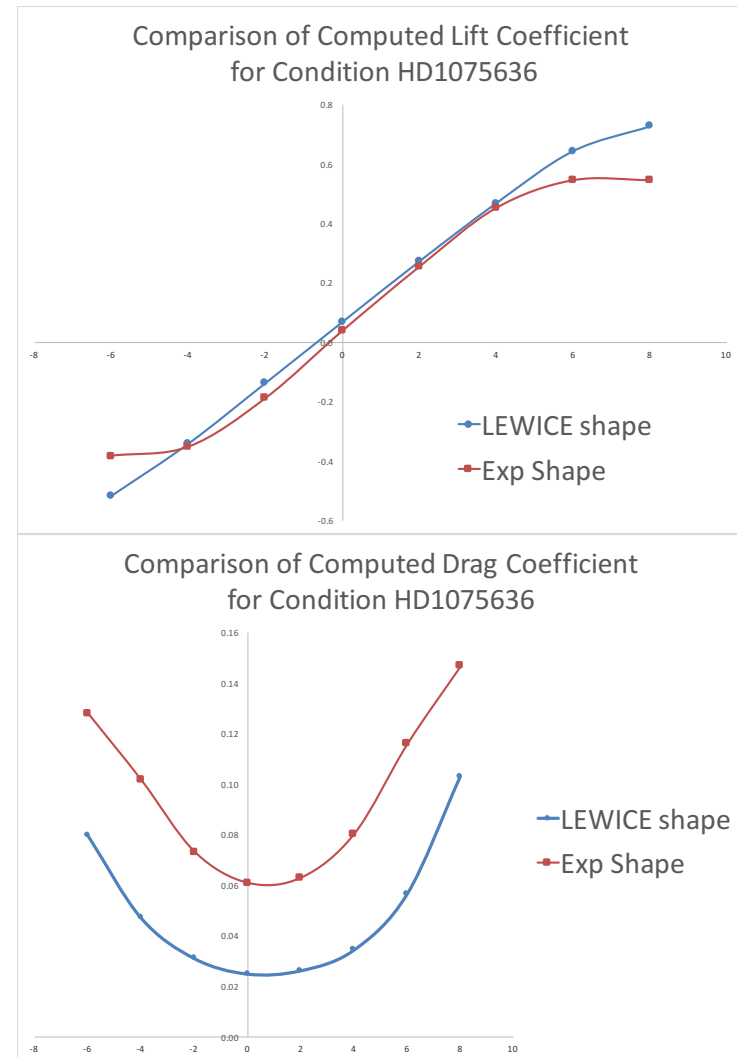 Comparison of Computed Lift Coefficient
for Condition HD1075636
0.8
0.6
0.4
0.2
0.0
-8 -6 -4 -2 0 2 4 6 8 10
-0.2
LEWICE shape
-0.4
Exp Shape
-0.6
Comparison of Computed Drag Coefficient
for Condition HD1075636
0.16
0.14
0.12
0.10
0.08
LEWICE shape
Exp Shape
0.06
0.04
0.02
0.00
-8 -6 -4 -2 0 2 4 6 8 10